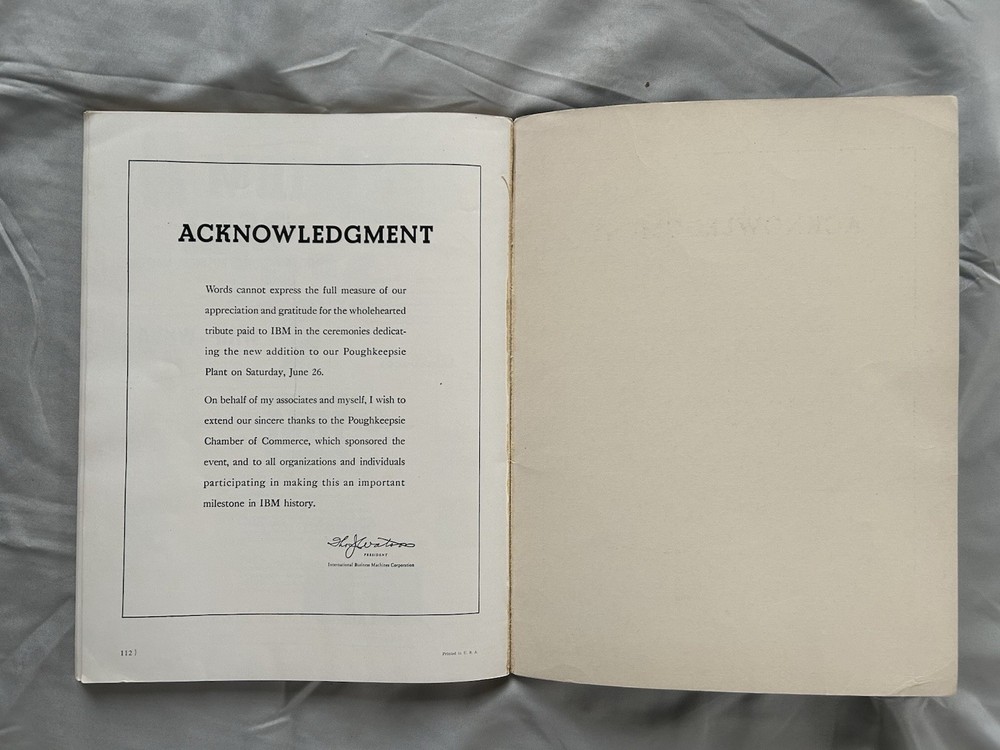 ACKNOWLEDGMENT
Words cannot express the full measure of our
appreciation and gratitude for the wholehearted
tribute paid to IBM in the ceremonies dedicat-
ing the new addition to our Poughkeepsie
Plant on Saturday, June 26.
On behalf of my associates and myself, I wish to
extend our sincere thanks to the Poughkeepsie
Chamber of Commerce, which sponsored the
event, and to all organizations and individuals
participating in making this an important
milestone in IBM history.
Thos J Watson
PRESIDENT
International Business Machines Corporation
112
Printed in U. S. A.